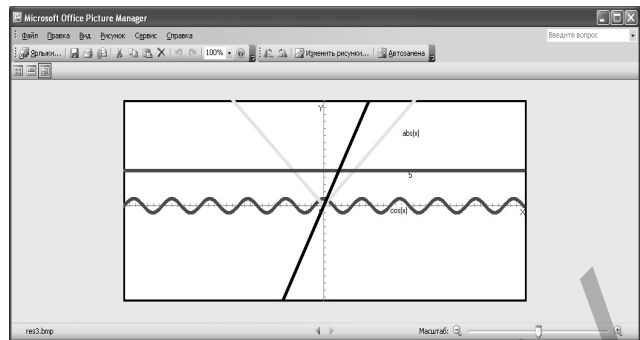 Microsoft Office Picture Manager
Файл Правка Вид Рисунок Сервис Справка
Введите вопрос
Ярлыки... 100% Изменить рисунки... Автозамена
Y
abs(x)
5
cos(x)
X
res3.bmp
Масштаб: